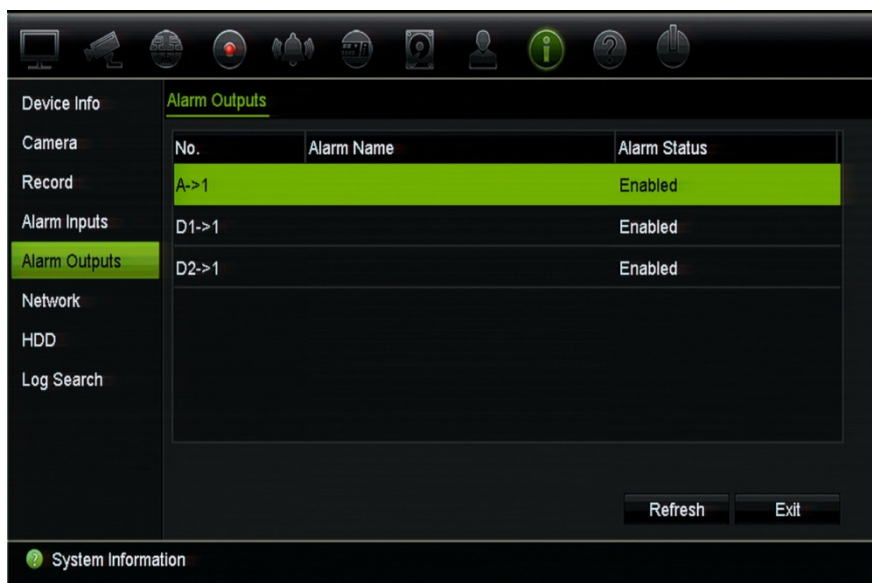 Device Info
Camera
Record
Alarm Inputs
Alarm Outputs
Network
HDD
Log Search
Alarm Outputs
No. Alarm Name Alarm Status
A->1 Enabled
D1->1 Enabled
D2->1 Enabled
Refresh Exit
System Information